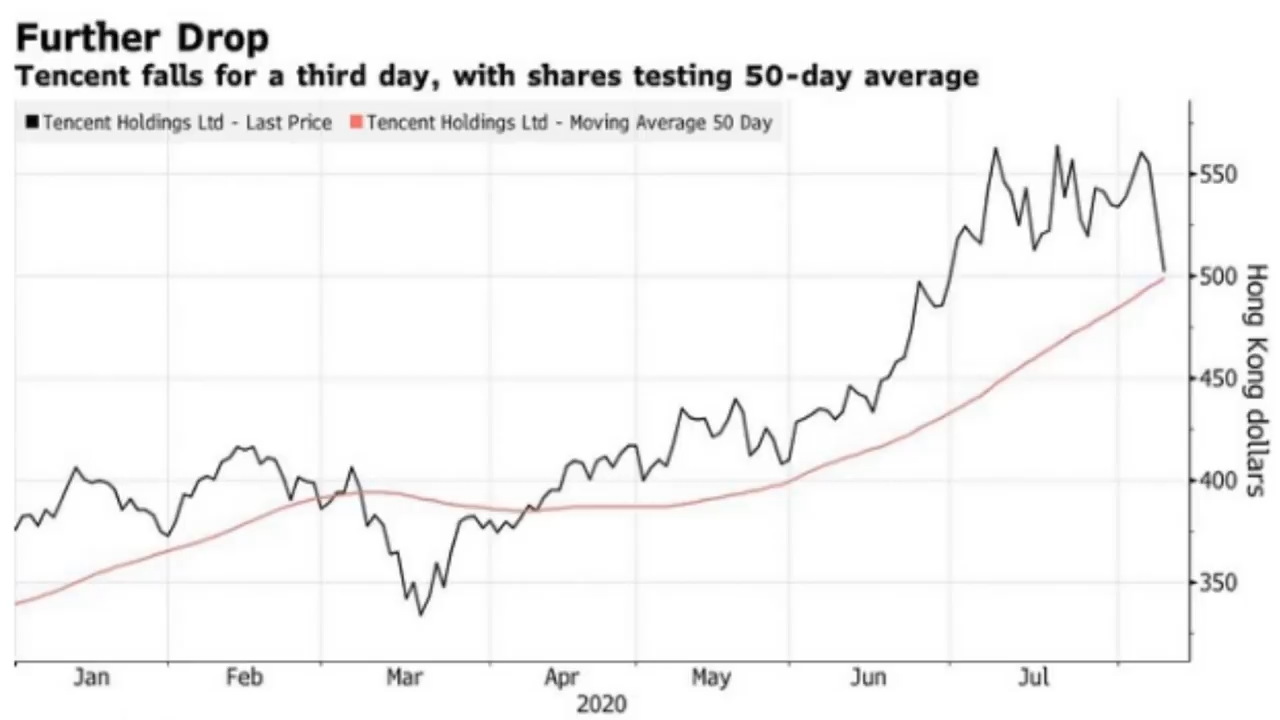 Further Drop
Tencent falls for a third day, with shares testing 50-day average
Tencent Holdings Ltd - Last Price Tencent Holdings Ltd - Moving Average 50 Day
550
500
450
400
350
Hong Kong dollars
Jan Feb Mar Apr May Jun Jul
2020